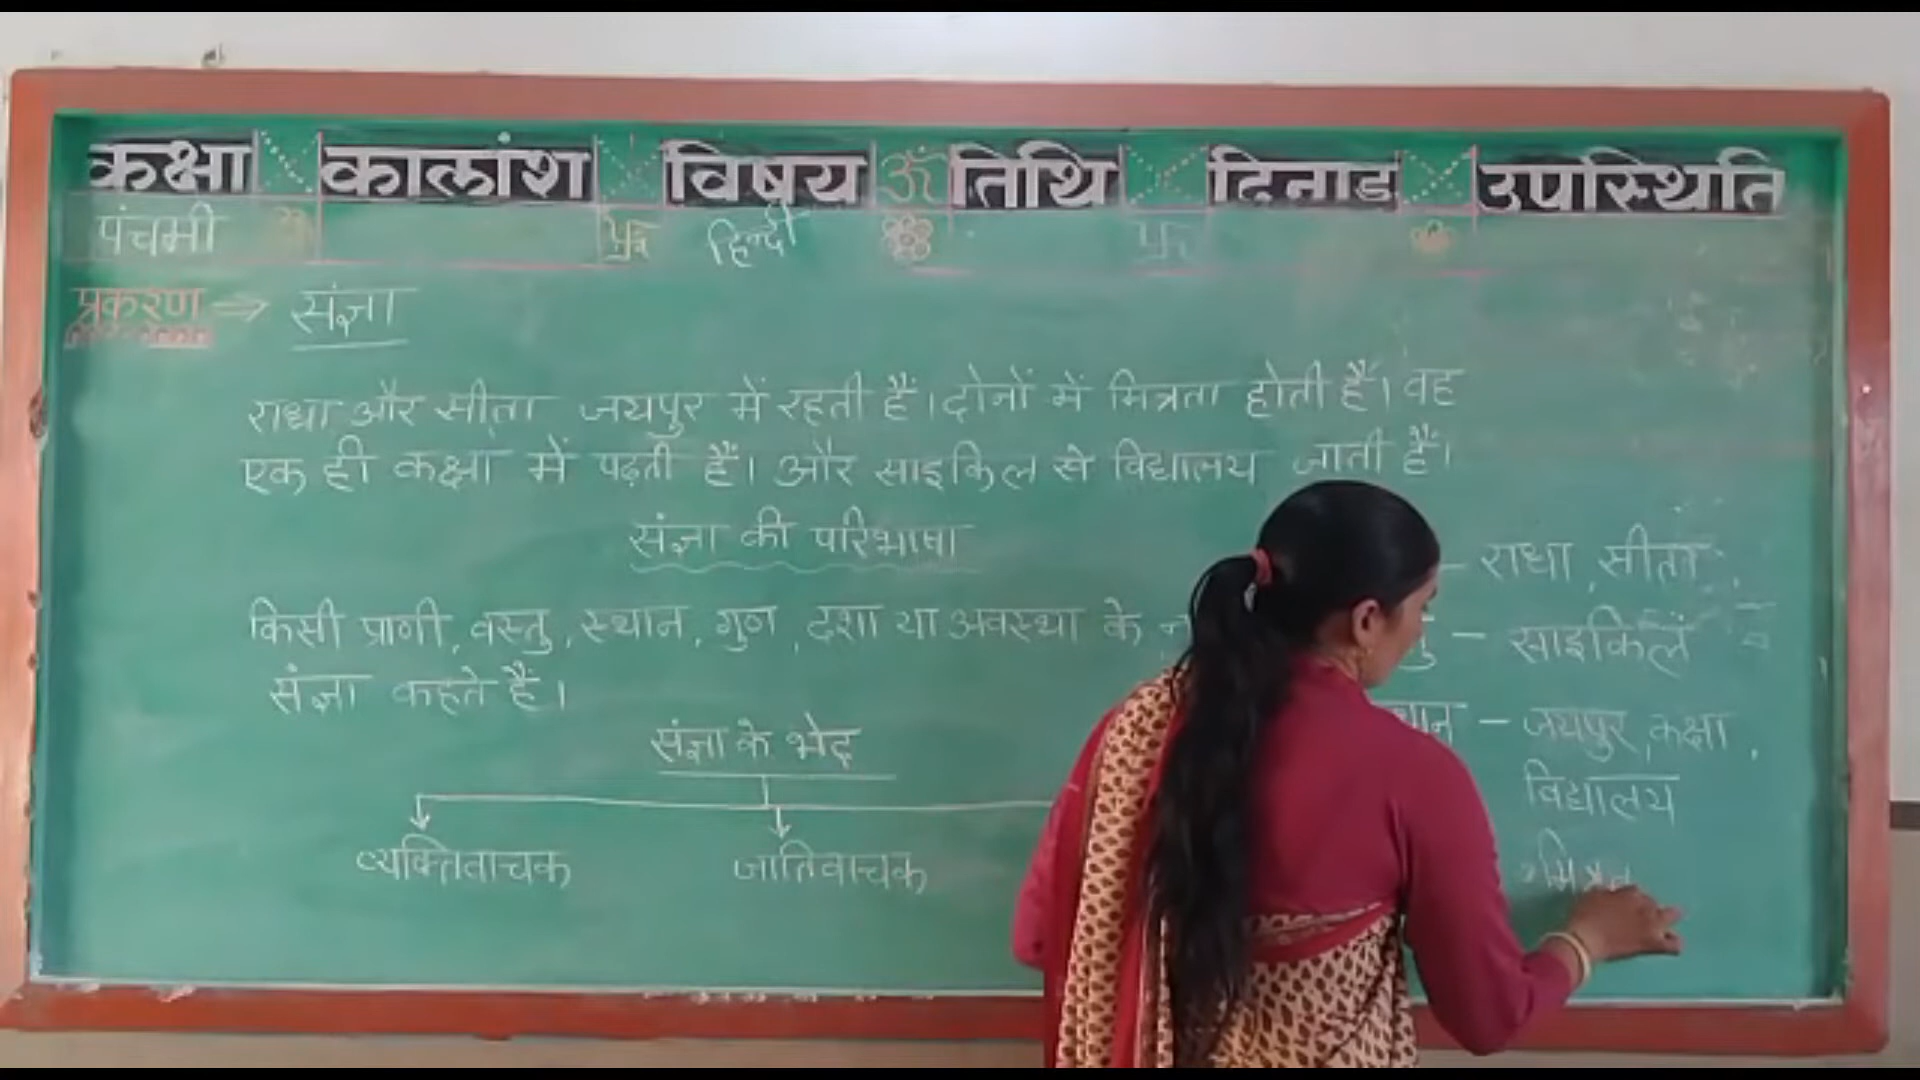 कक्षा कालांश विषय ॐ तिथि दिनाङ उपस्थिति
पंचमी हिन्दी
प्रकरण ⇒ संज्ञा
राधा और सीता जयपुर में रहती हैं। दोनों में मित्रता होती हैं। वह
एक ही कक्षा में पढ़ती हैं। और साइकिल से विद्यालय जाती हैं।
संज्ञा की परिभाषा
किसी प्राणी, वस्तु, स्थान, गुण, दशा या अवस्था के
संज्ञा कहते हैं।
संज्ञा के भेद
व्यक्तिवाचक जातिवाचक
– राधा, सीता
– साइकिलें
– जयपुर, कक्षा,
विद्यालय